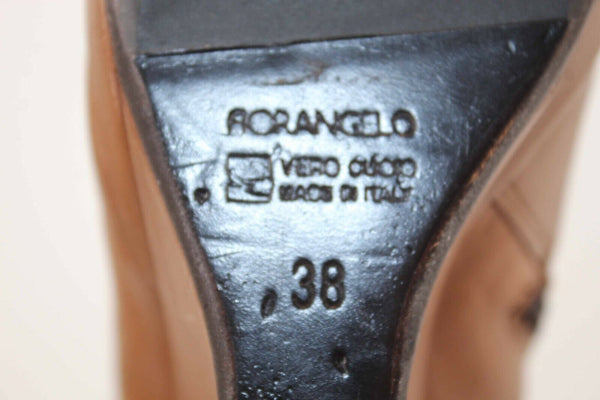 FIORANGELO
VERO CUOIO
MADE IN ITALY
38